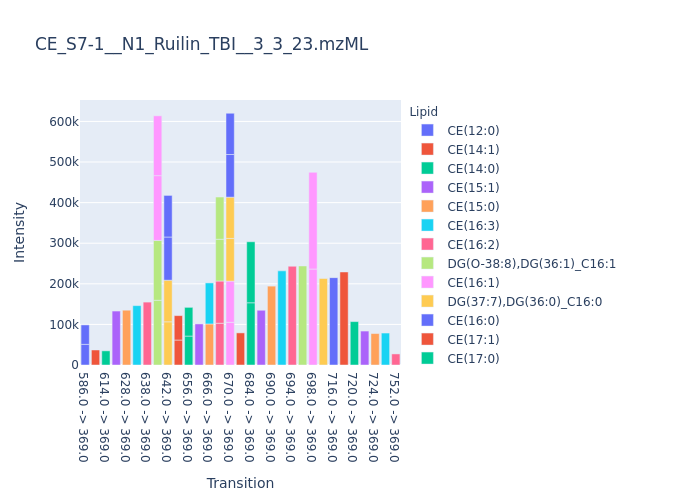 CE_S7-1__N1_Ruilin_TBI__3_3_23.mzML
Lipid
CE(12:0)
CE(14:1)
CE(14:0)
CE(15:1)
CE(15:0)
CE(16:3)
CE(16:2)
DG(O-38:8),DG(36:1)_C16:1
CE(16:1)
DG(37:7),DG(36:0)_C16:0
CE(16:0)
CE(17:1)
CE(17:0)
Intensity
600k
500k
400k
300k
200k
100k
0
586.0 -> 369.0
614.0 -> 369.0
628.0 -> 369.0
638.0 -> 369.0
642.0 -> 369.0
656.0 -> 369.0
666.0 -> 369.0
670.0 -> 369.0
684.0 -> 369.0
690.0 -> 369.0
694.0 -> 369.0
698.0 -> 369.0
716.0 -> 369.0
720.0 -> 369.0
724.0 -> 369.0
752.0 -> 369.0
Transition